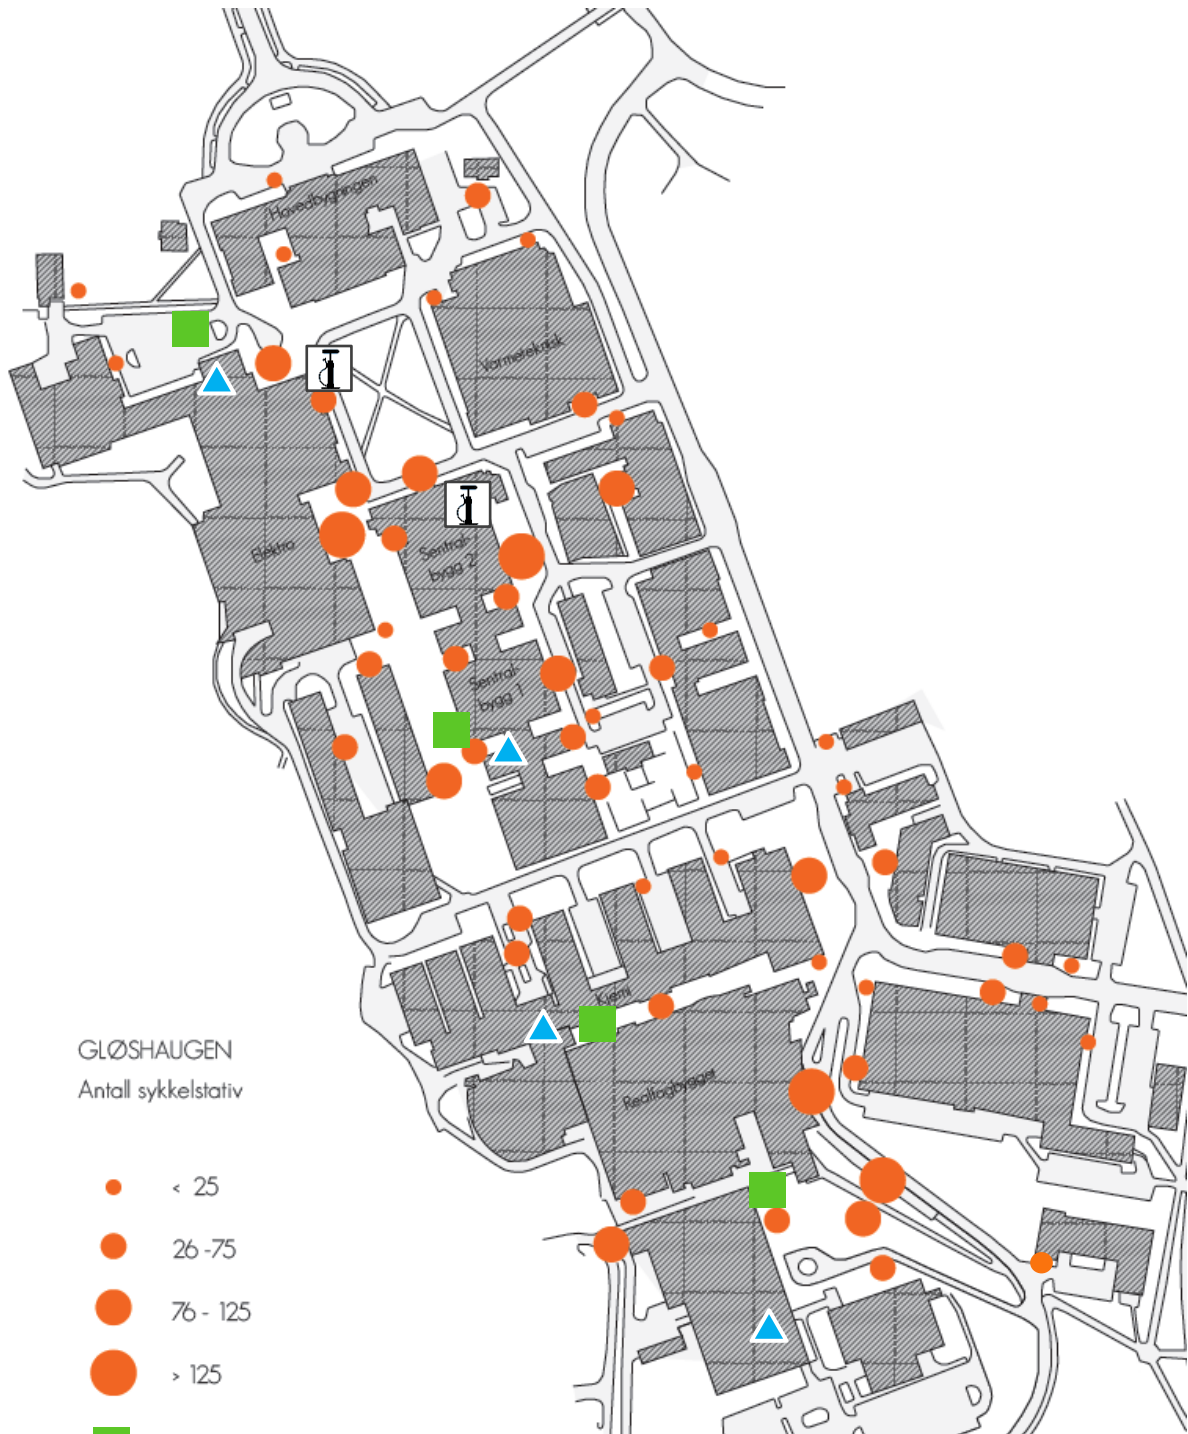 Hovedbygningen
Varmeteknisk
Elektro
Sentral-
bygg 2
Sentral-
bygg 1
Kjemi
Realfagbygget
GLØSHAUGEN
Antall sykkelstativ
< 25
26 -75
76 - 125
> 125